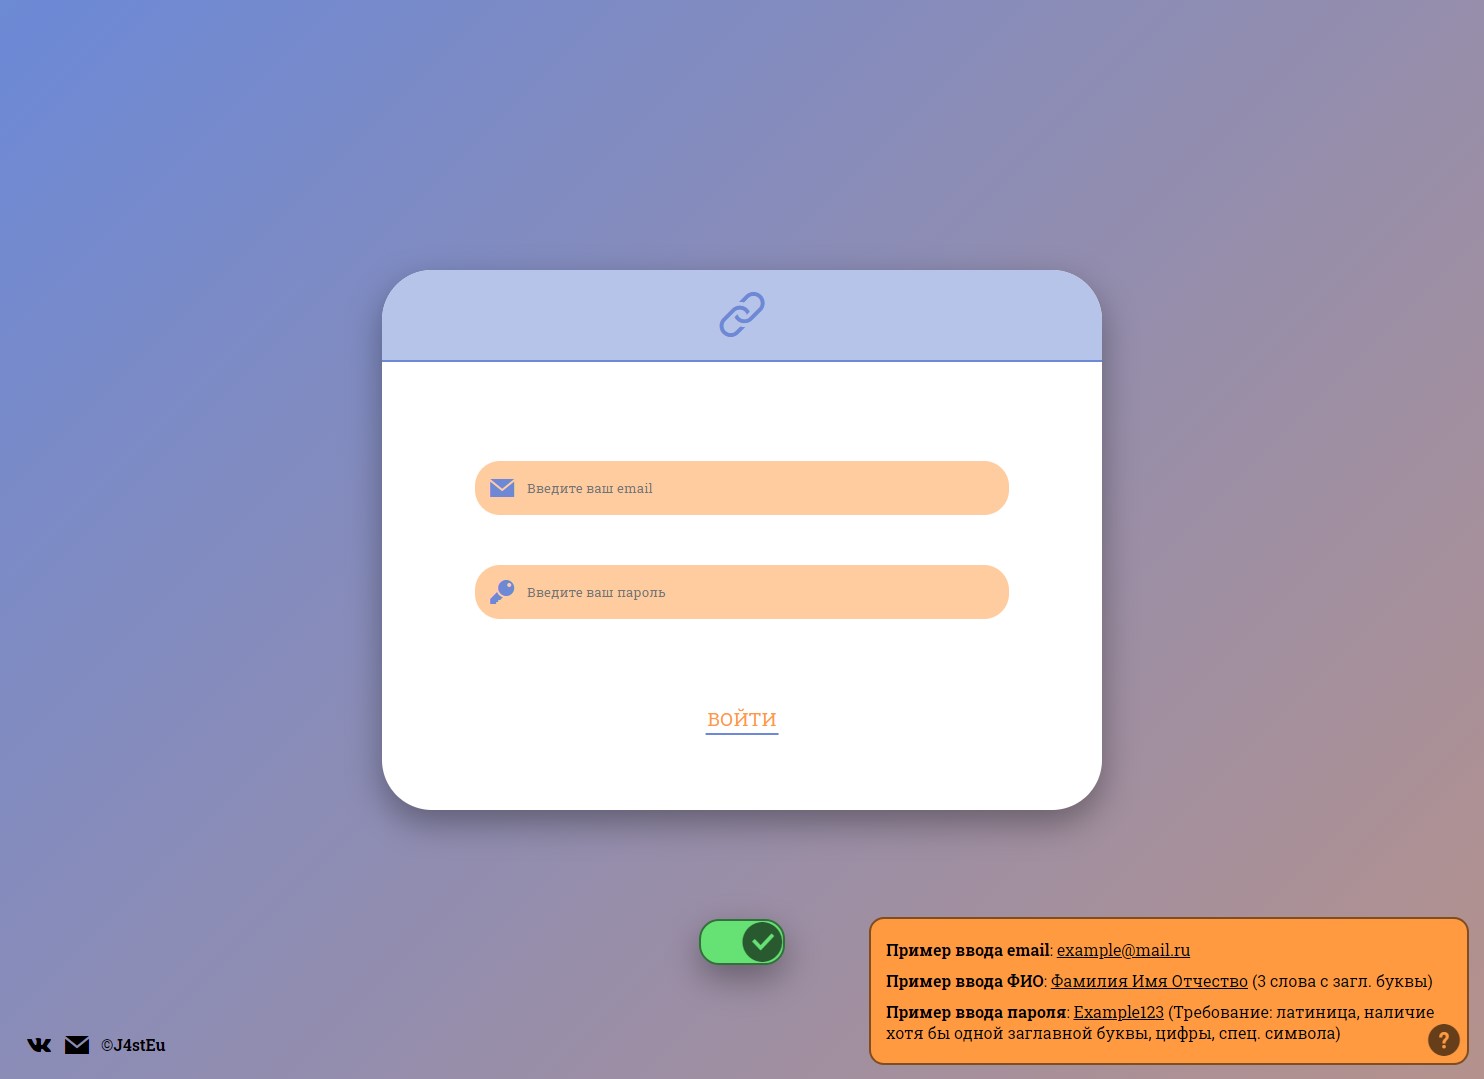 Введите ваш email
Введите ваш пароль
ВОЙТИ
Пример ввода email: example@mail.ru
Пример ввода ФИО: Фамилия Имя Отчество (3 слова с загл. буквы)
Пример ввода пароля: Example123 (Требование: латиница, наличие
хотя бы одной заглавной буквы, цифры, спец. символа)
?
©J4stEu